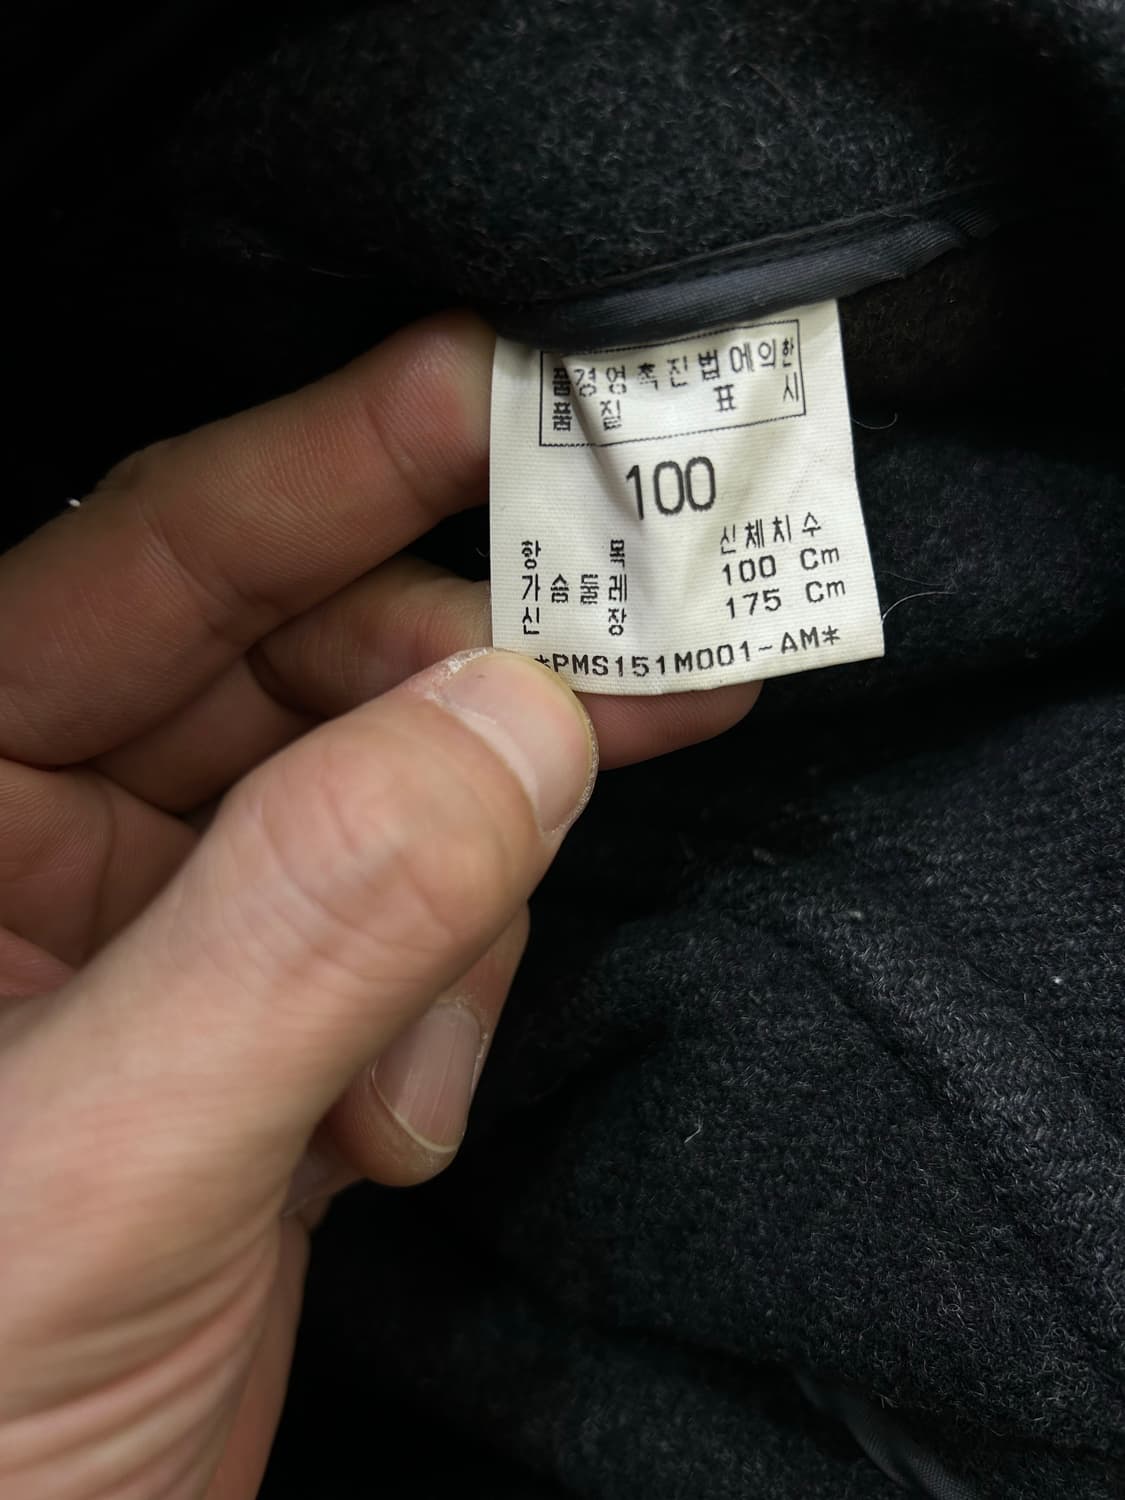 품경영촉진법에의한
품 질 표 시
100
항 목 신체치수
가슴둘레 100 Cm
신 장 175 Cm
*PMS151M001-AM*